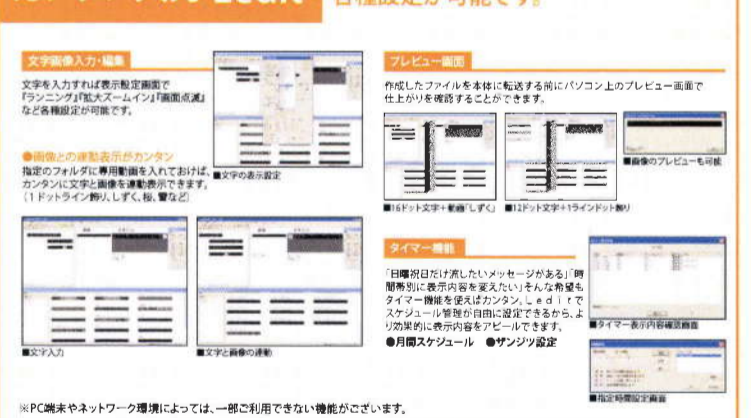 各種設定が可能です。
文字画像入力・編集
文字を入力すれば表示設定画面で
『ランニング』『拡大ズームイン』『画面点滅』
など各種設定が可能です。
●画像との連動表示がカンタン
指定のフォルダに専用動画を入れておけば、
カンタンに文字と画像を連動表示できます。
(1ドットライン飾り、しずく、桜、雪など)
■文字の表示設定
■文字入力
■文字と画像の連動
プレビュー画面
作成したファイルを本体に転送する前にパソコン上のプレビュー画面で
仕上がりを確認することができます。
■16ドット文字+動画「しずく」
■12ドット文字+1ラインドット飾り
■画像のプレビューも可能
タイマー機能
「日曜祝日だけ流したいメッセージがある」「時
間帯別に表示内容を変えたい」そんな希望も
タイマー機能を使えばカンタン。Leditで
スケジュール管理が自由に設定できるから、よ
り効果的に表示内容をアピールできます。
●月間スケジュール ●ザンジツ設定
■タイマー表示内容確認画面
■指定時間設定画面
※PC端末やネットワーク環境によっては、一部ご利用できない機能がございます。